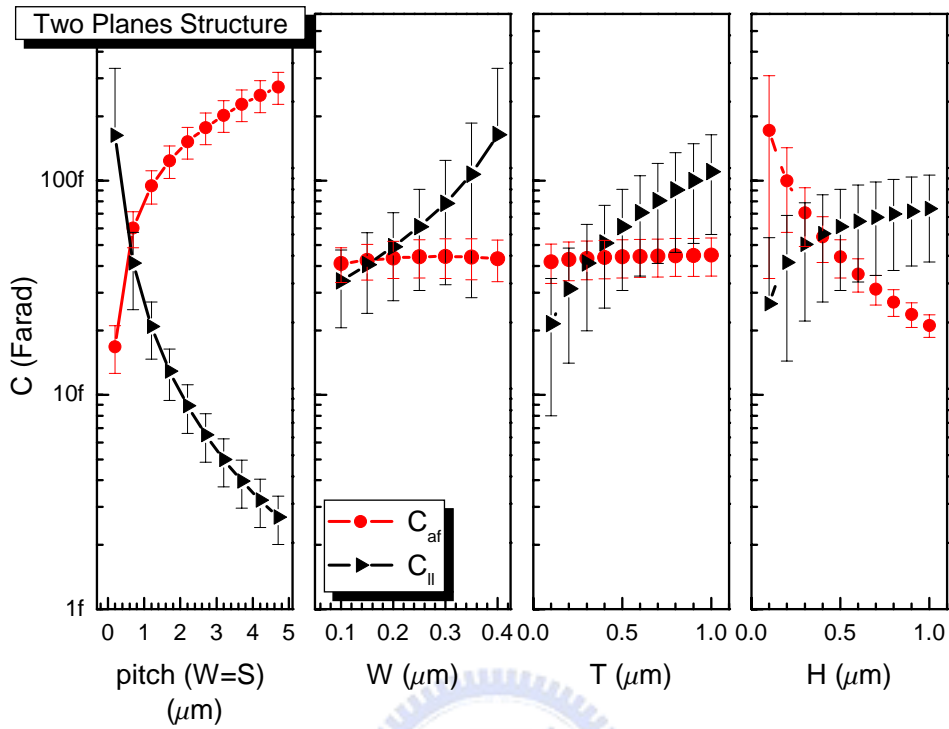 Two Planes Structure
C (Farad)
100f
10f
1f
C_af
C_ll
0 1 2 3 4 5
0.1 0.2 0.3 0.4
0.0 0.5 1.0
0.0 0.5 1.0
pitch (W=S)
(μm)
W (μm)
T (μm)
H (μm)